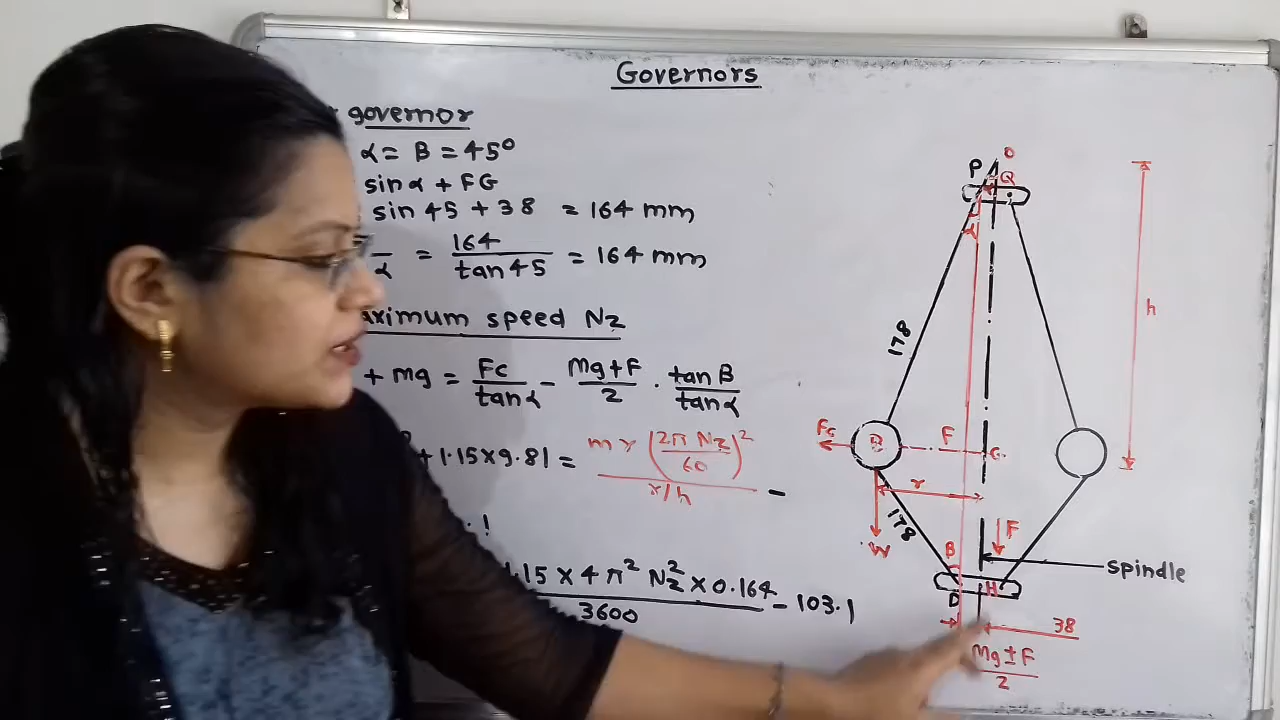 Governors
governor
α = β = 45°
sin α + FG
sin 45 + 38 = 164 mm
α = 164 / tan 45 = 164 mm
aximum speed N2
+ mg = Fc / tan α - Mg+F / 2 . tan β / tan α
+ 1.15 × 9.81 = m r (2π N2 / 60)² / r/h -
.1
1.15 × 4 π² N2² × 0.164 / 3600 - 103.1
P
O
Q
α
h
178
Fc
B
F
G
r
178
W
F
β
Spindle
D
H
38
Mg ± F / 2